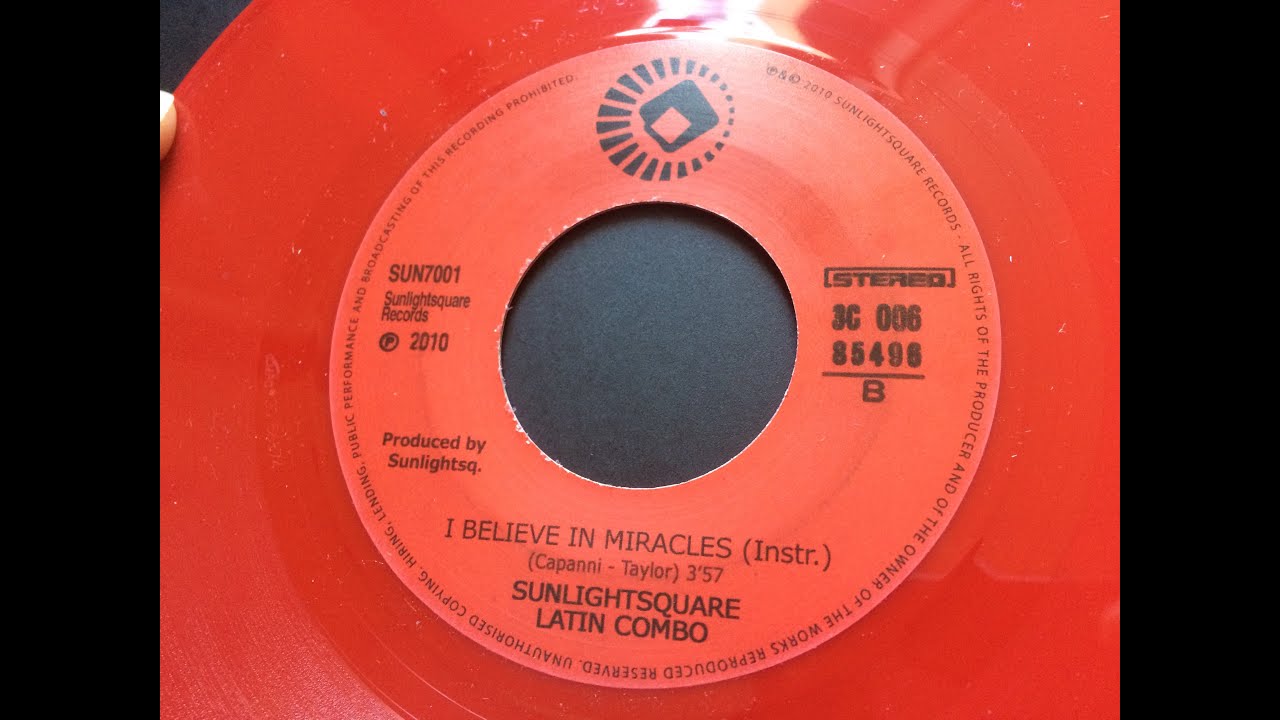 ℗&© 2010 SUNLIGHTSQUARE RECORDS - ALL RIGHTS OF THE PRODUCER AND OF THE OWNER OF THE WORKS REPRODUCED RESERVED. UNAUTHORISED COPYING, HIRING, LENDING, PUBLIC PERFORMANCE AND BROADCASTING OF THIS RECORDING PROHIBITED.
SUN7001
Sunlightsquare
Records
℗ 2010
STEREO
3C 006
85496
B
Produced by
Sunlightsq.
I BELIEVE IN MIRACLES (Instr.)
(Capanni - Taylor) 3'57
SUNLIGHTSQUARE
LATIN COMBO